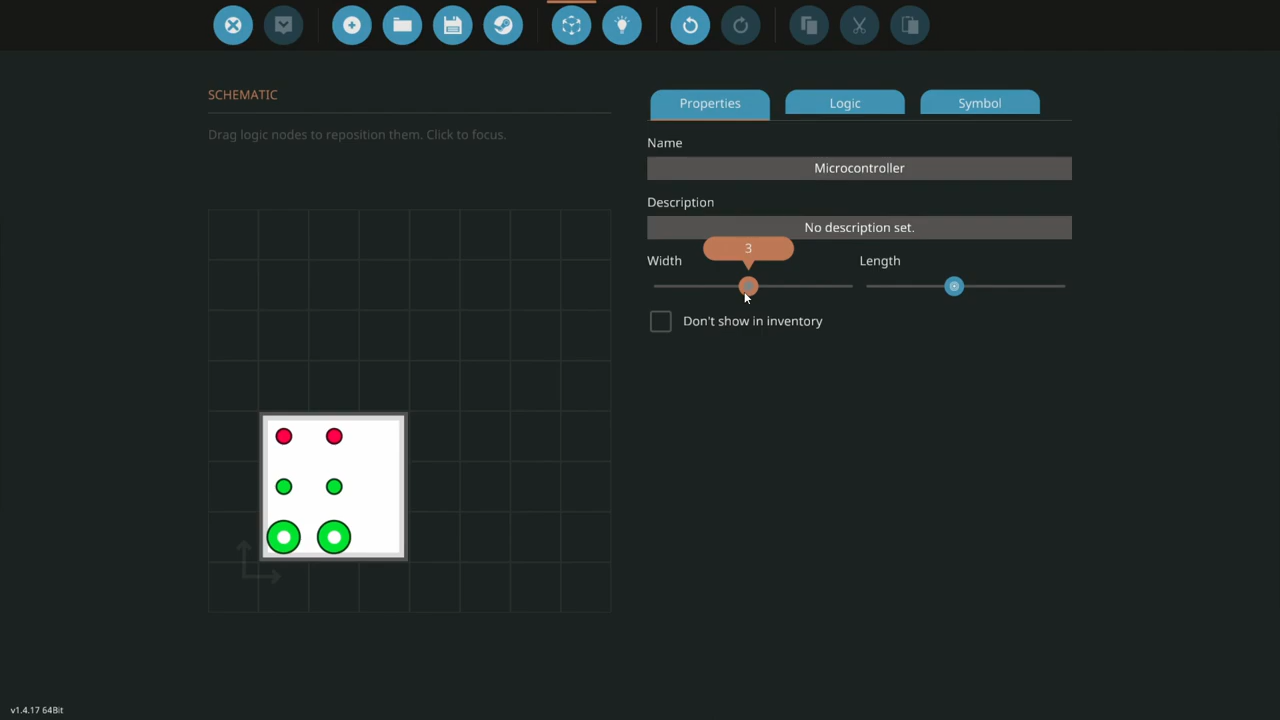 SCHEMATIC
Drag logic nodes to reposition them. Click to focus.
Properties
Logic
Symbol
Name
Microcontroller
Description
No description set.
3
Width
Length
Don't show in inventory
v1.4.17 64Bit